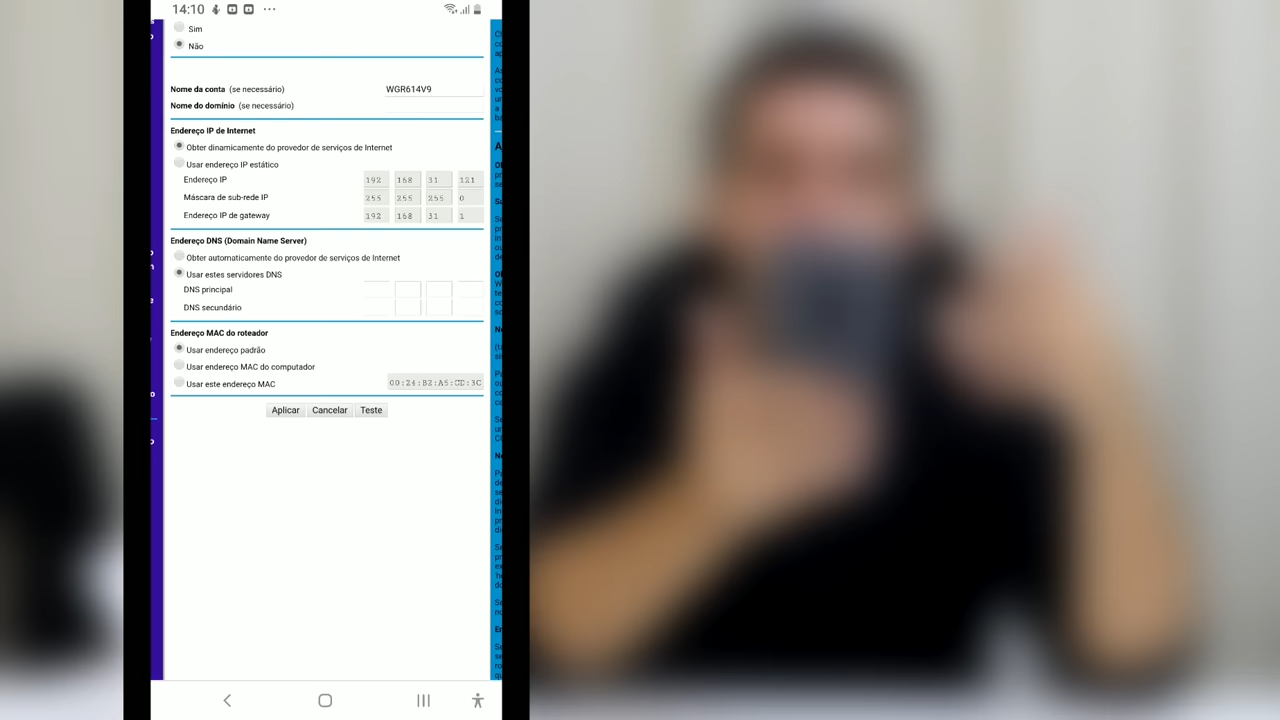 14:10
Sim
Não
Nome da conta (se necessário) WGR614V9
Nome do domínio (se necessário)
Endereço IP de Internet
Obter dinamicamente do provedor de serviços de Internet
Usar endereço IP estático
Endereço IP 192 168 31 121
Máscara de sub-rede IP 255 255 255 0
Endereço IP de gateway 192 168 31 1
Endereço DNS (Domain Name Server)
Obter automaticamente do provedor de serviços de Internet
Usar estes servidores DNS
DNS principal
DNS secundário
Endereço MAC do roteador
Usar endereço padrão
Usar endereço MAC do computador
Usar este endereço MAC 00:24:B2:A5:CD:3C
Aplicar Cancelar Teste